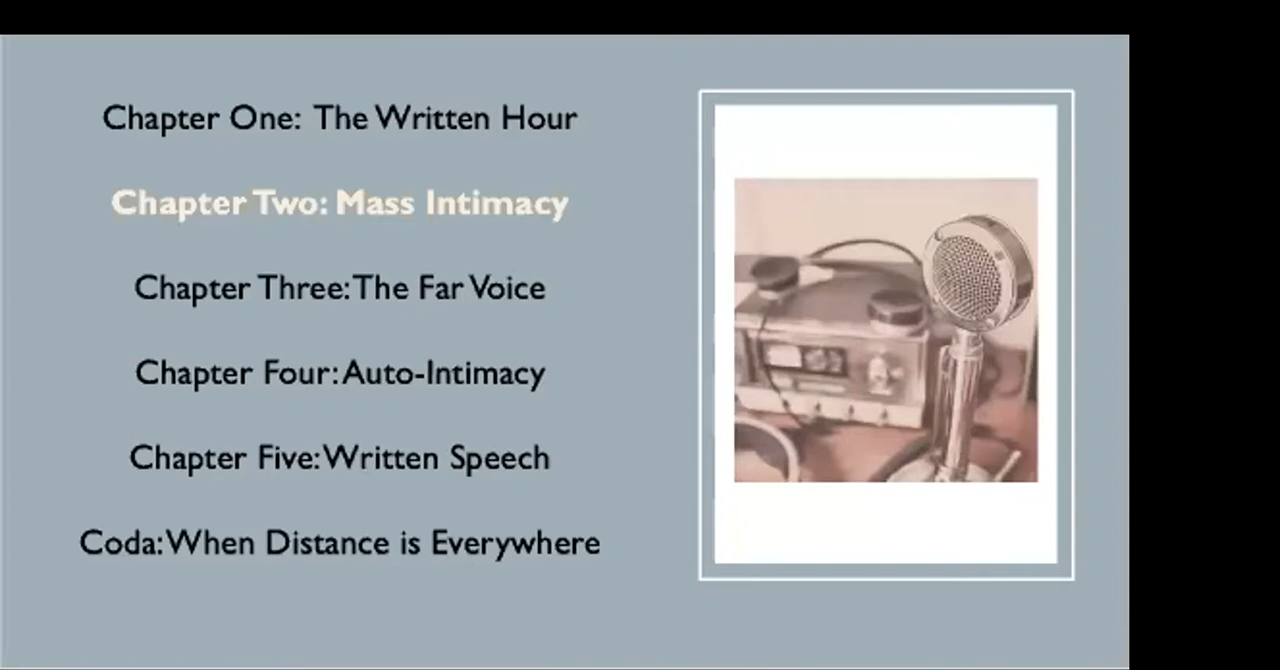 Chapter One: The Written Hour
Chapter Two: Mass Intimacy
Chapter Three: The Far Voice
Chapter Four: Auto-Intimacy
Chapter Five: Written Speech
Coda: When Distance is Everywhere